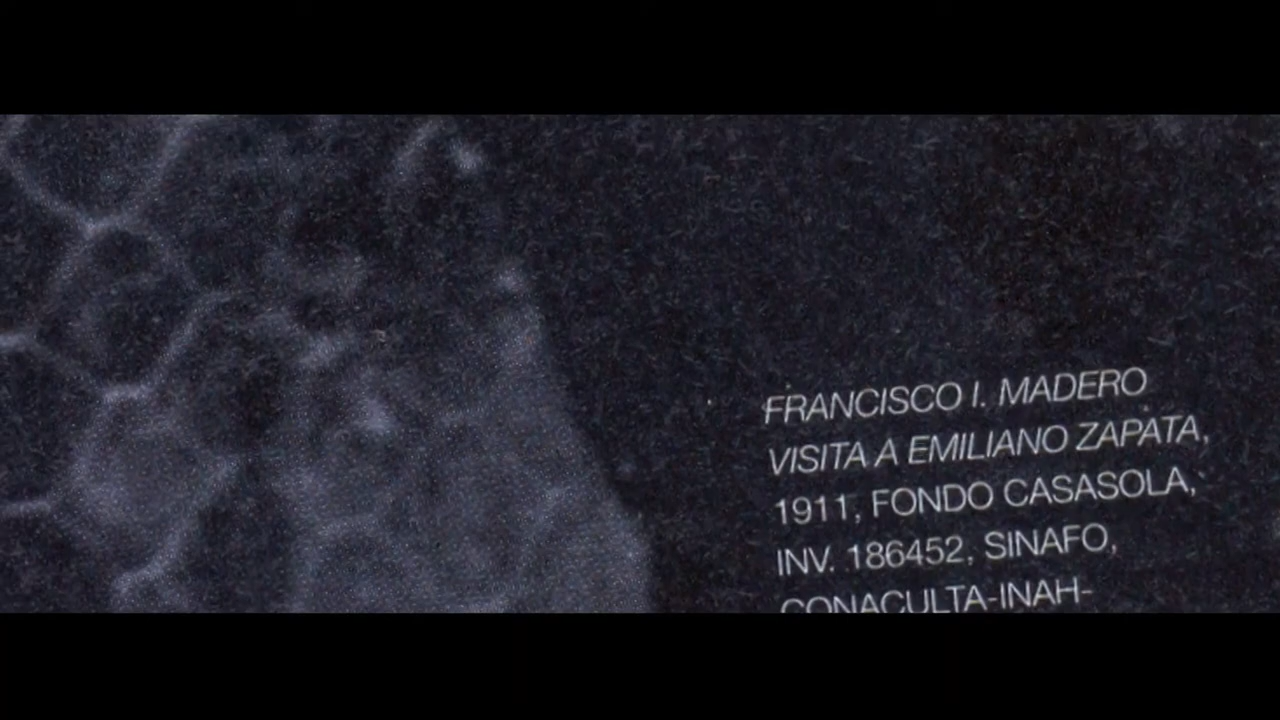 FRANCISCO I. MADERO
VISITA A EMILIANO ZAPATA,
1911, FONDO CASASOLA,
INV. 186452, SINAFO,
CONACULTA-INAH-